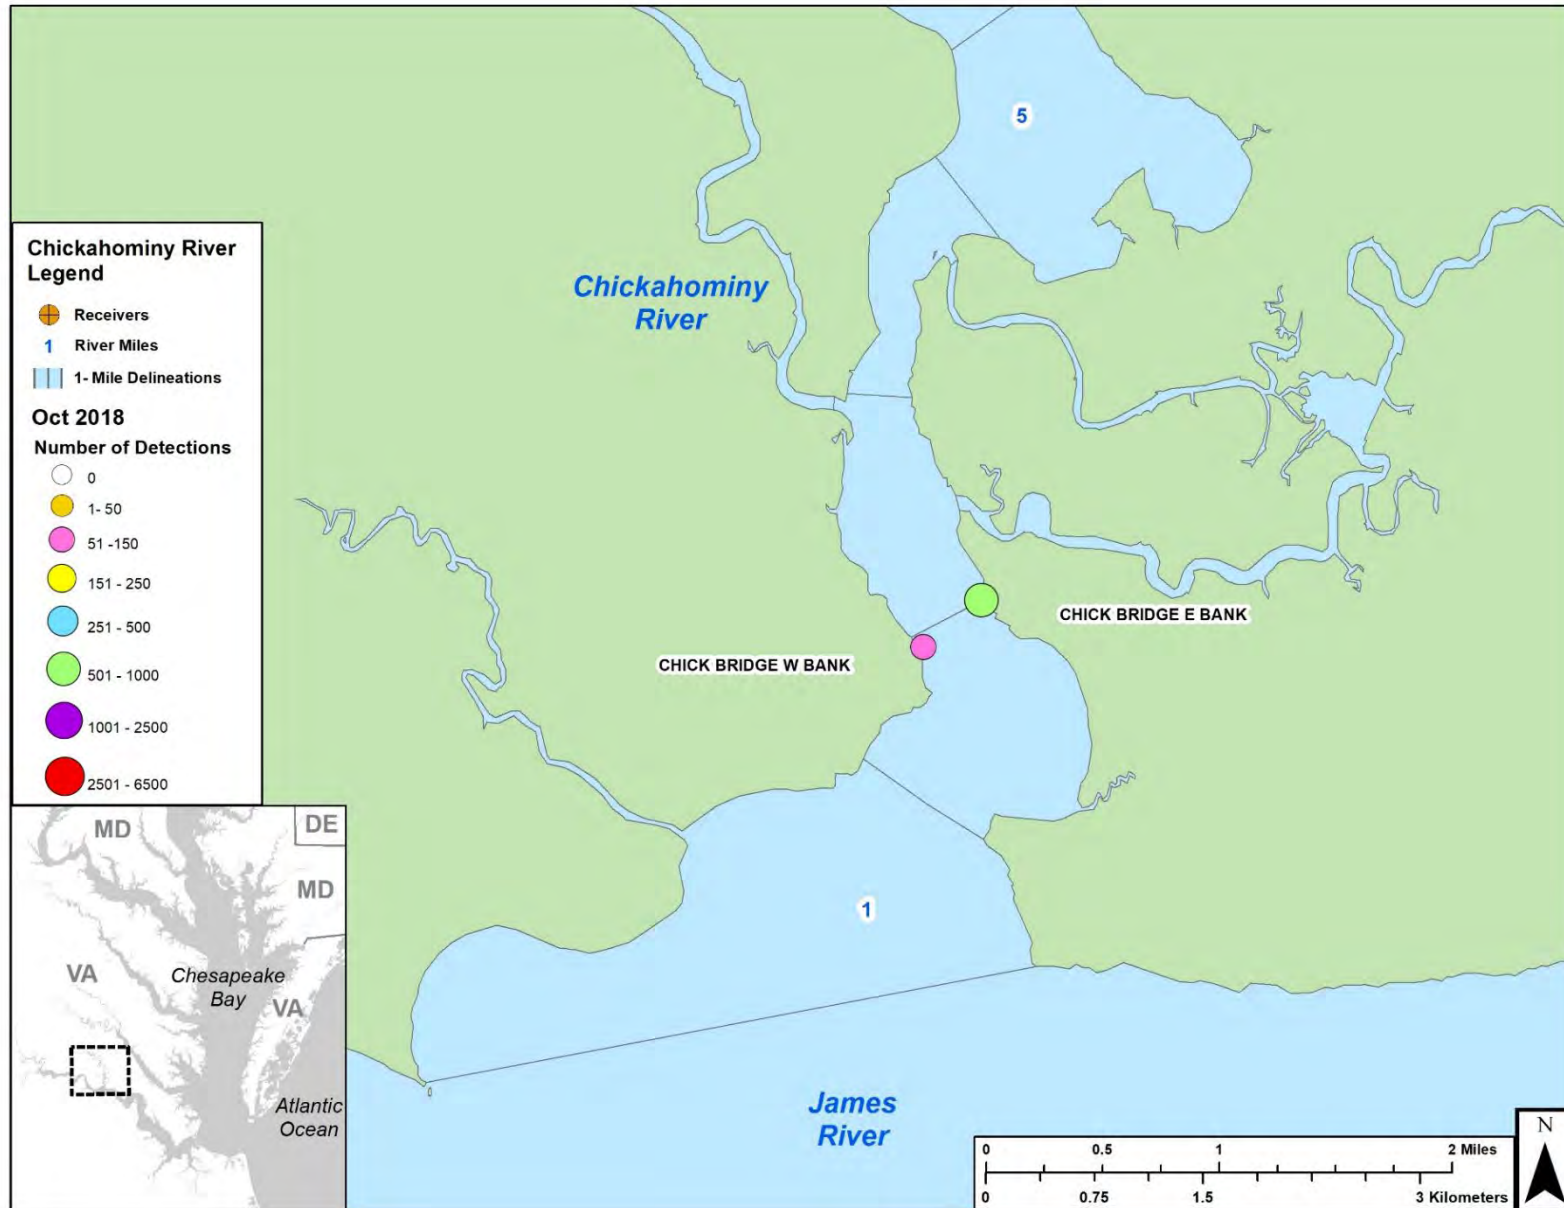 5
Chickahominy
River
Chickahominy River
Legend
Receivers
1 River Miles
1- Mile Delineations
Oct 2018
Number of Detections
0
1- 50
51 -150
151 - 250
251 - 500
501 - 1000
1001 - 2500
2501 - 6500
CHICK BRIDGE E BANK
CHICK BRIDGE W BANK
1
MD
DE
MD
VA
Chesapeake
Bay
VA
Atlantic
Ocean
James
River
0 0.5 1 2 Miles
0 0.75 1.5 3 Kilometers
N